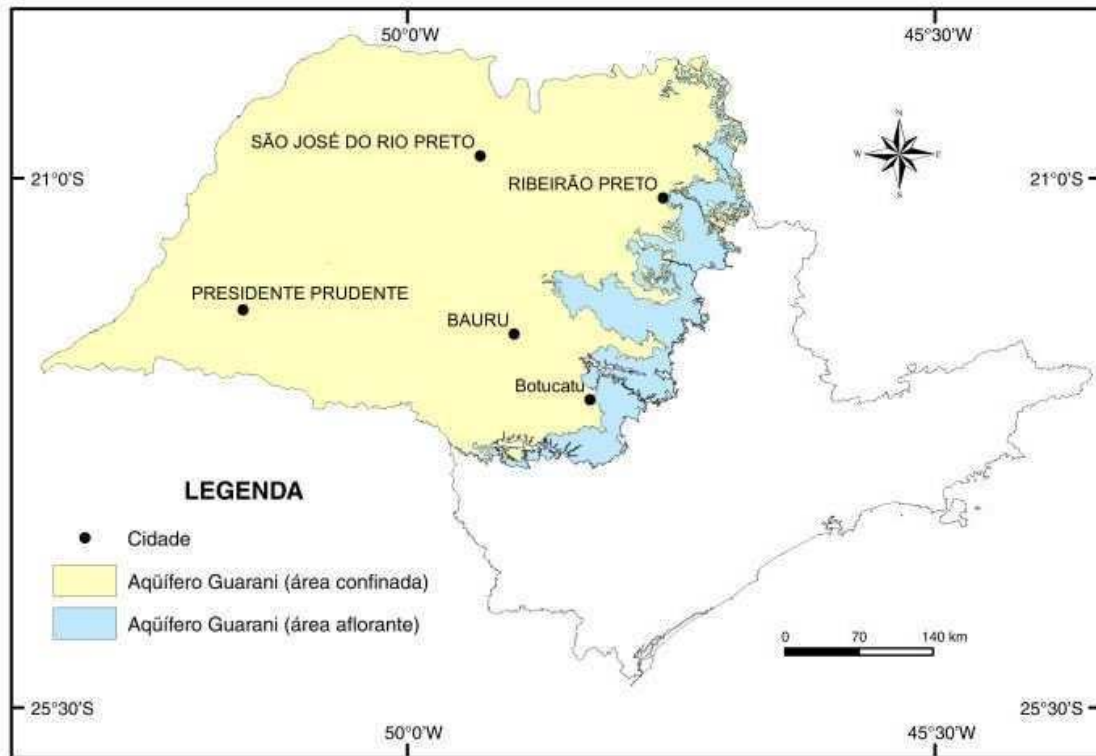 50°0'W
45°30'W
N
W
E
S
SÃO JOSÉ DO RIO PRETO
21°0'S
RIBEIRÃO PRETO
21°0'S
PRESIDENTE PRUDENTE
BAURU
Botucatu
LEGENDA
Cidade
Aqüífero Guarani (área confinada)
Aqüífero Guarani (área aflorante)
0 70 140 km
25°30'S
25°30'S
50°0'W
45°30'W